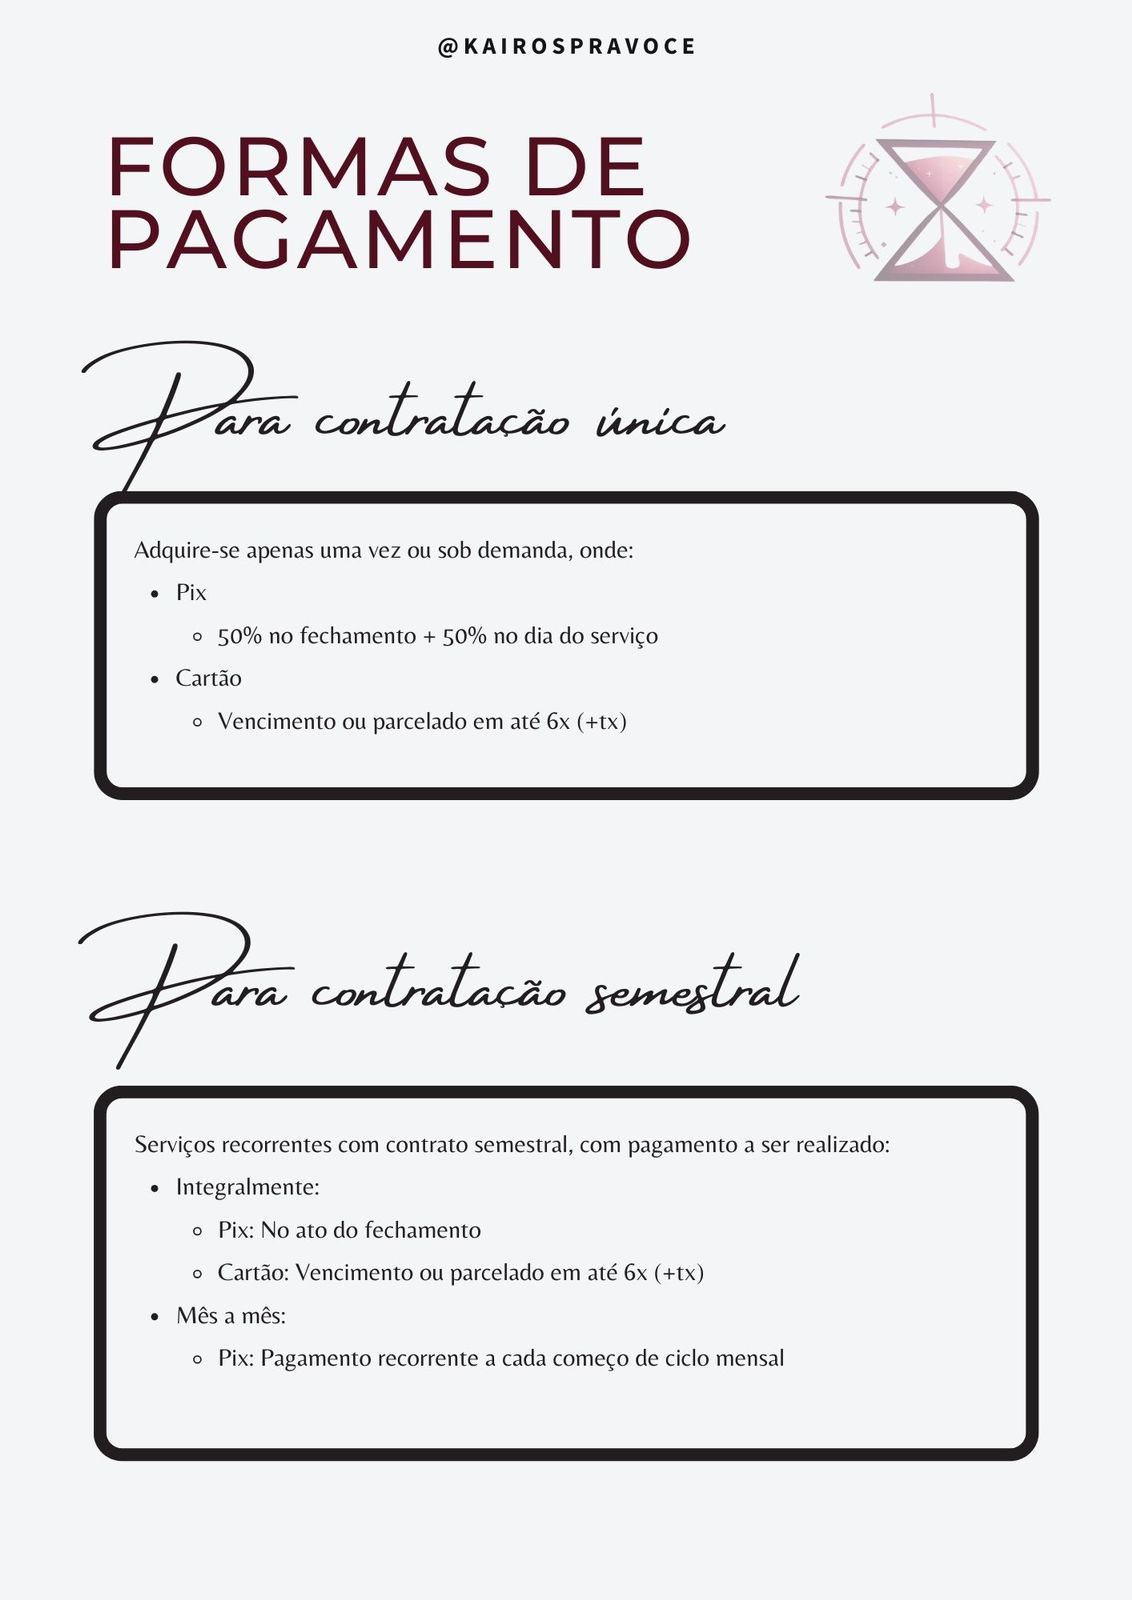 @KAIROSPRAVOCE
FORMAS DE
PAGAMENTO
Para contratação única
Adquire-se apenas uma vez ou sob demanda, onde:
• Pix
◦ 50% no fechamento + 50% no dia do serviço
• Cartão
◦ Vencimento ou parcelado em até 6x (+tx)
Para contratação semestral
Serviços recorrentes com contrato semestral, com pagamento a ser realizado:
• Integralmente:
◦ Pix: No ato do fechamento
◦ Cartão: Vencimento ou parcelado em até 6x (+tx)
• Mês a mês:
◦ Pix: Pagamento recorrente a cada começo de ciclo mensal